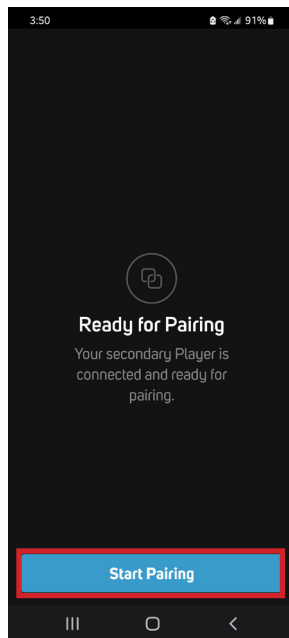 3:50 91%
Ready for Pairing
Your secondary Player is
connected and ready for
pairing.
Start Pairing